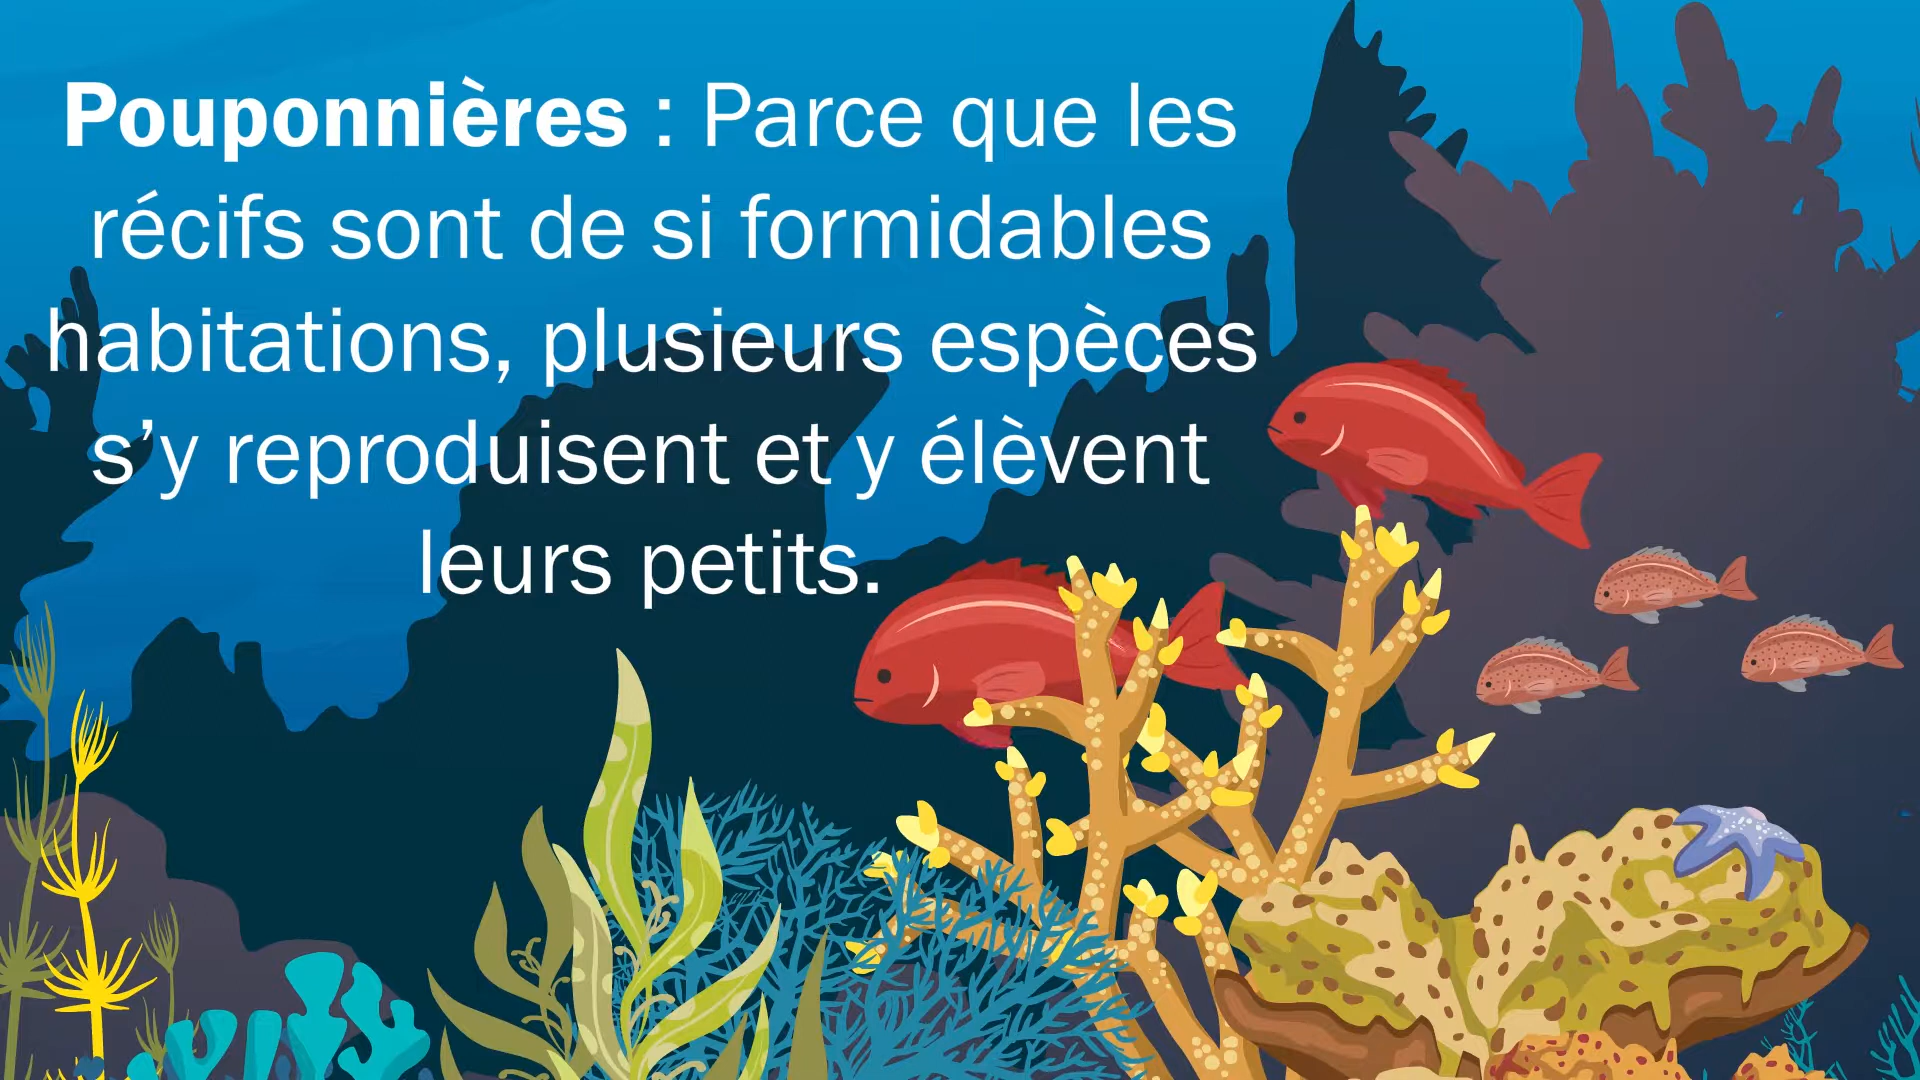 Pouponnières : Parce que les
récifs sont de si formidables
habitations, plusieurs espèces
s’y reproduisent et y élèvent
leurs petits.